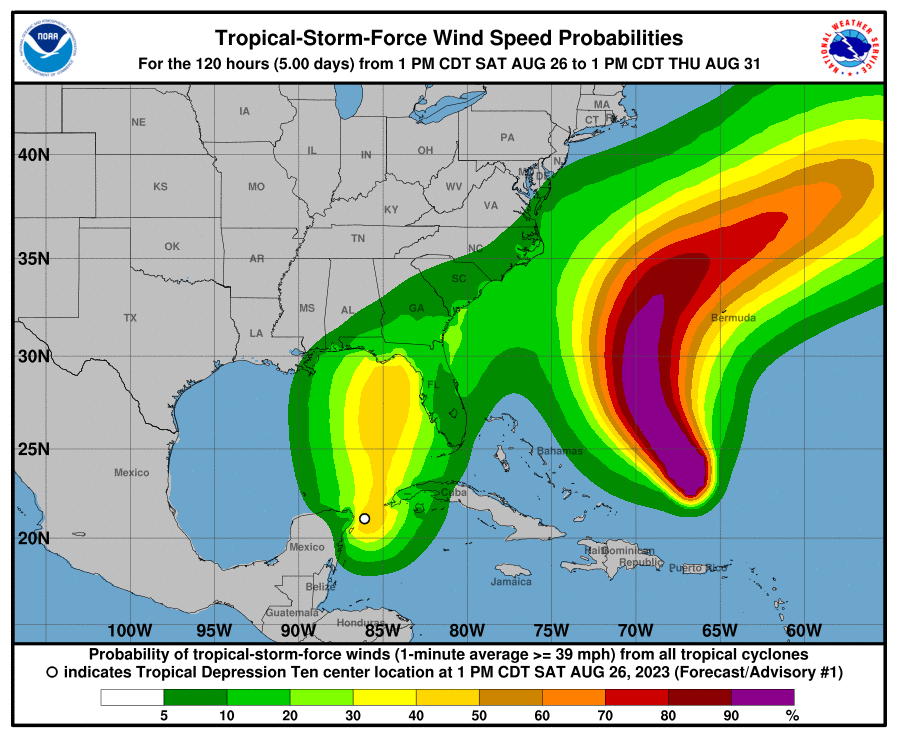 Tropical-Storm-Force Wind Speed Probabilities
For the 120 hours (5.00 days) from 1 PM CDT SAT AUG 26 to 1 PM CDT THU AUG 31
NOAA
NATIONAL WEATHER SERVICE
MA
NE
IA
CT
PA
IL
IN
OH
40N
NJ
DE
KS
MO
WV
KY
VA
TN
NC
OK
35N
AR
SC
MS
AL
GA
TX
Bermuda
LA
30N
FL
25N
Bahamas
Mexico
Cuba
20N
Mexico
Haiti
Dominican
Republic
Puerto Rico
Jamaica
Belize
Guatemala
Honduras
100W
95W
90W
85W
80W
75W
70W
65W
60W
Probability of tropical-storm-force winds (1-minute average >= 39 mph) from all tropical cyclones
indicates Tropical Depression Ten center location at 1 PM CDT SAT AUG 26, 2023 (Forecast/Advisory #1)
5 10 20 30 40 50 60 70 80 90 %